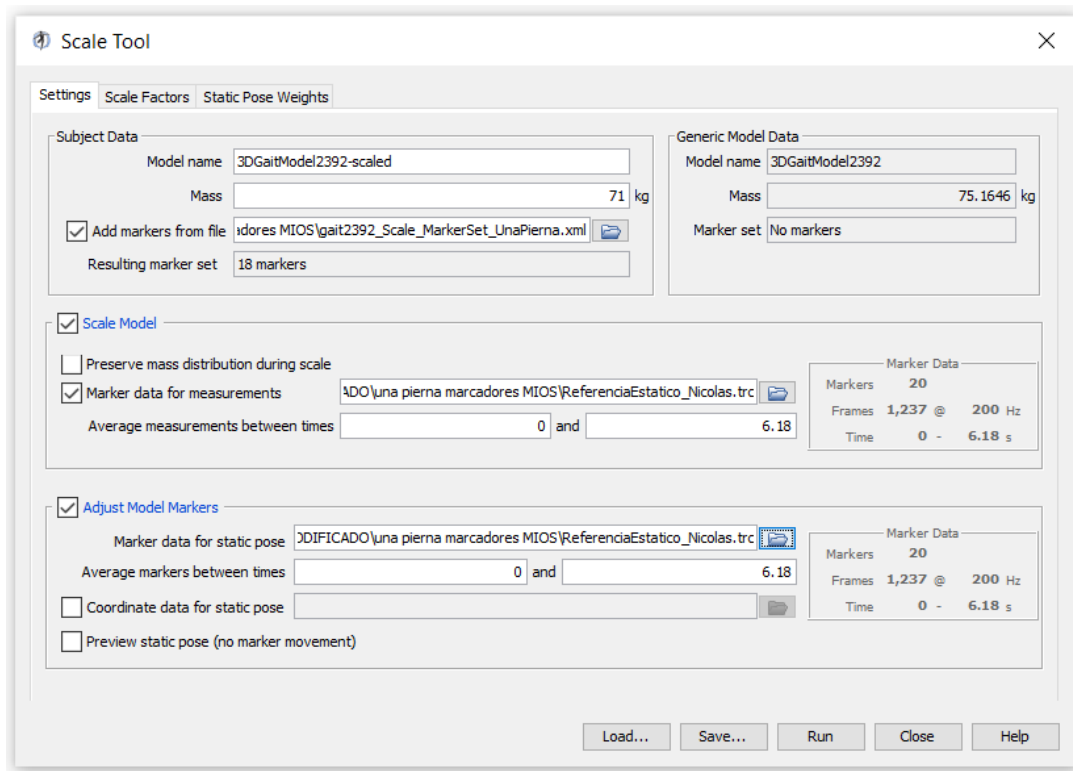 Scale Tool
Settings Scale Factors Static Pose Weights
Subject Data
Model name 3DGaitModel2392-scaled
Mass 71 kg
Add markers from file adores MIOS\gait2392_Scale_MarkerSet_UnaPierna.xml
Resulting marker set 18 markers
Generic Model Data
Model name 3DGaitModel2392
Mass 75.1646 kg
Marker set No markers
Scale Model
Preserve mass distribution during scale
Marker data for measurements ADO\una pierna marcadores MIOS\ReferenciaEstatico_Nicolas.trc
Average measurements between times 0 and 6.18
Marker Data
Markers 20
Frames 1,237 @ 200 Hz
Time 0 - 6.18 s
Adjust Model Markers
Marker data for static pose ODIFICADO\una pierna marcadores MIOS\ReferenciaEstatico_Nicolas.trc
Average markers between times 0 and 6.18
Coordinate data for static pose
Preview static pose (no marker movement)
Marker Data
Markers 20
Frames 1,237 @ 200 Hz
Time 0 - 6.18 s
Load... Save... Run Close Help